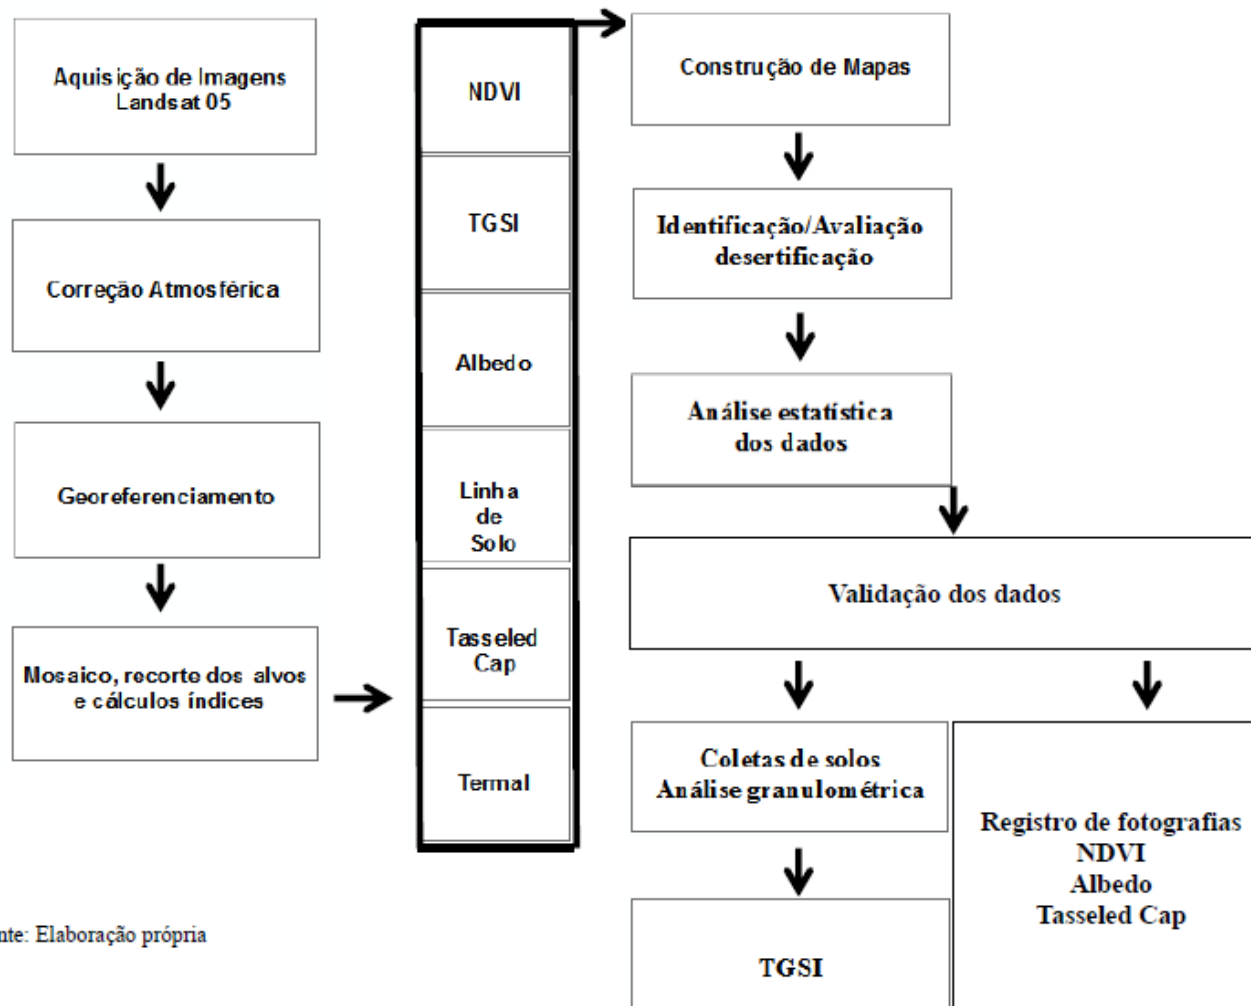 Aquisição de Imagens
Landsat 05
Correção Atmosférica
Georeferenciamento
Mosaico, recorte dos alvos
e cálculos índices
NDVI
TGSI
Albedo
Linha
de
Solo
Tasseled
Cap
Termal
Construção de Mapas
Identificação/Avaliação
desertificação
Análise estatística
dos dados
Validação dos dados
Coletas de solos
Análise granulométrica
TGSI
Registro de fotografias
NDVI
Albedo
Tasseled Cap
nte: Elaboração própria